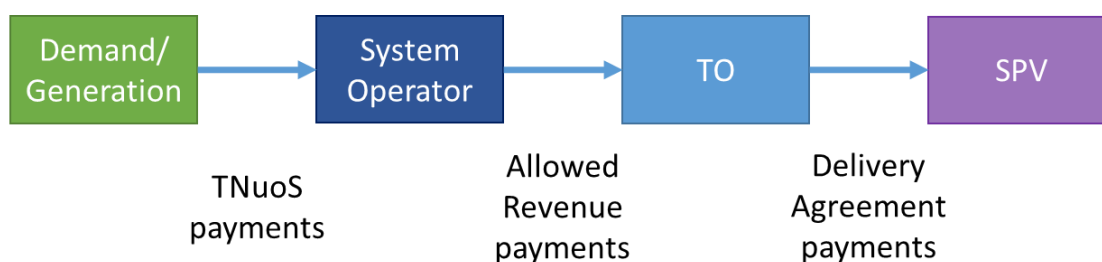 Demand/
Generation
System
Operator
TO
SPV
TNuoS
payments
Allowed
Revenue
payments
Delivery
Agreement
payments